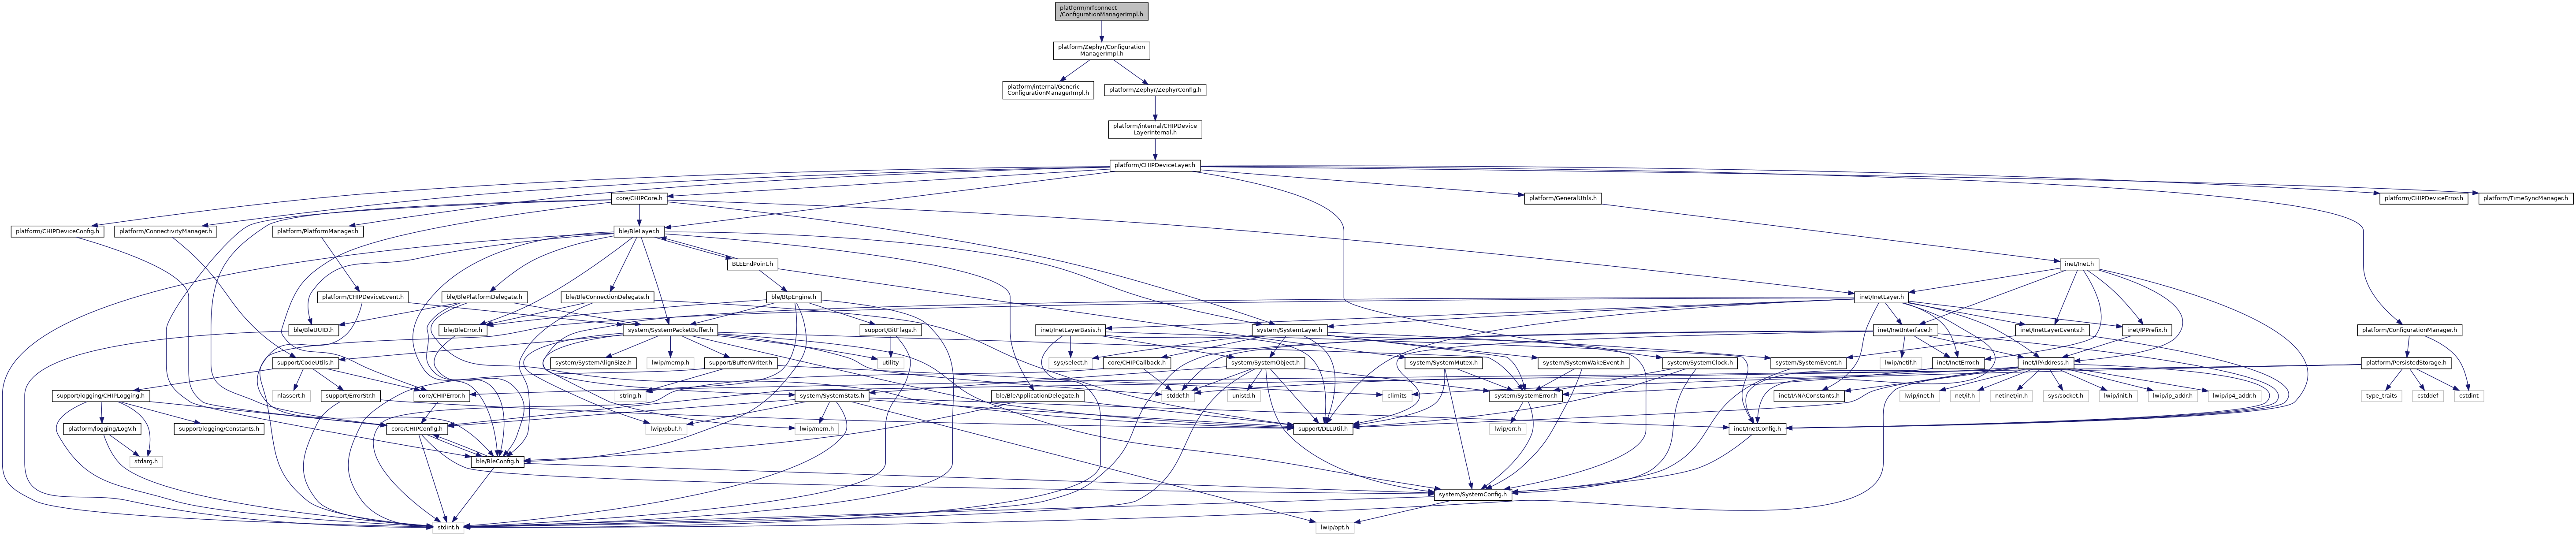 platform/nrfconnect
/ConfigurationManagerImpl.h
platform/Zephyr/Configuration
ManagerImpl.h
platform/internal/Generic
ConfigurationManagerImpl.h
platform/Zephyr/ZephyrConfig.h
platform/internal/CHIPDevice
LayerInternal.h
platform/CHIPDeviceLayer.h
core/CHIPCore.h
platform/GeneralUtils.h
platform/CHIPDeviceError.h
platform/TimeSyncManager.h
platform/CHIPDeviceConfig.h
platform/ConnectivityManager.h
platform/PlatformManager.h
ble/BleLayer.h
BLEEndPoint.h
inet/Inet.h
platform/CHIPDeviceEvent.h
ble/BlePlatformDelegate.h
ble/BleConnectionDelegate.h
ble/BtpEngine.h
inet/InetLayer.h
ble/BleUUID.h
ble/BleError.h
system/SystemPacketBuffer.h
support/BitFlags.h
inet/InetLayerBasis.h
system/SystemLayer.h
inet/InetInterface.h
inet/InetLayerEvents.h
inet/IPPrefix.h
platform/ConfigurationManager.h
support/CodeUtils.h
system/SystemAlignSize.h
lwip/memp.h
support/BufferWriter.h
utility
sys/select.h
core/CHIPCallback.h
system/SystemObject.h
system/SystemMutex.h
system/SystemWakeEvent.h
system/SystemClock.h
system/SystemEvent.h
lwip/netif.h
inet/InetError.h
inet/IPAddress.h
platform/PersistedStorage.h
support/logging/CHIPLogging.h
nlassert.h
support/ErrorStr.h
core/CHIPError.h
string.h
system/SystemStats.h
ble/BleApplicationDelegate.h
stddef.h
unistd.h
climits
system/SystemError.h
inet/IANAConstants.h
lwip/inet.h
net/if.h
netinet/in.h
sys/socket.h
lwip/init.h
lwip/ip_addr.h
lwip/ip4_addr.h
type_traits
cstddef
cstdint
platform/logging/LogV.h
support/logging/Constants.h
core/CHIPConfig.h
lwip/pbuf.h
lwip/mem.h
support/DLLUtil.h
lwip/err.h
inet/InetConfig.h
stdarg.h
ble/BleConfig.h
system/SystemConfig.h
stdint.h
lwip/opt.h